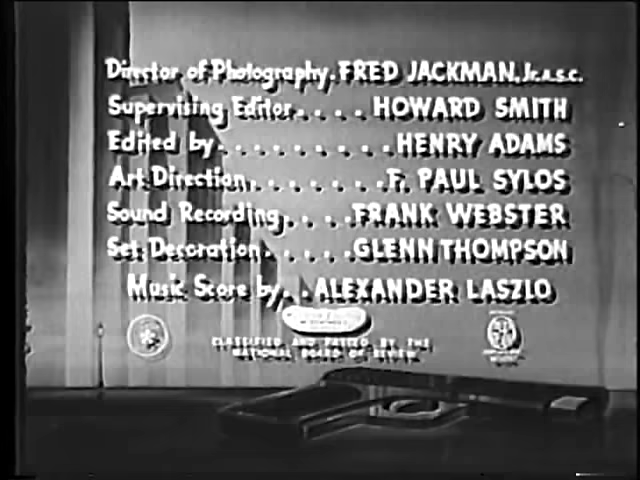 Director of Photography. FRED JACKMAN, Jr. A.S.C.
Supervising Editor . . . . HOWARD SMITH
Edited by . . . . . . . . . HENRY ADAMS
Art Direction . . . . . . . F. PAUL SYLOS
Sound Recording . . . . FRANK WEBSTER
Set Decoration . . . . . GLENN THOMPSON
Music Score by . . ALEXANDER LASZLO
CLASSIFIED AND PASSED BY THE
NATIONAL BOARD OF REVIEW